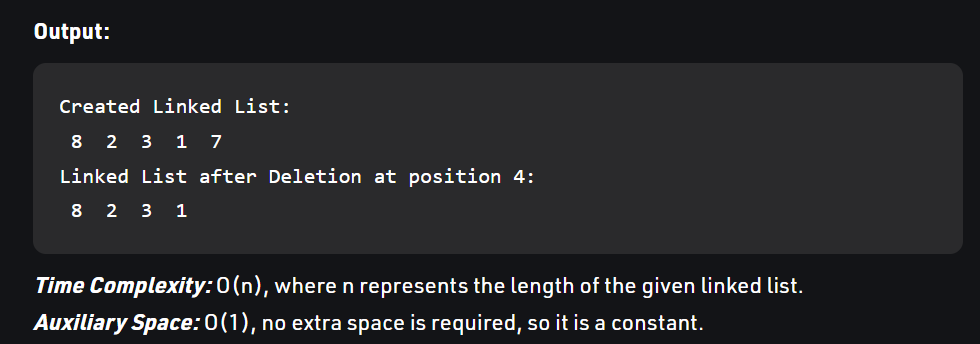 Output:
Created Linked List:
8 2 3 1 7
Linked List after Deletion at position 4:
8 2 3 1
Time Complexity: O(n), where n represents the length of the given linked list.
Auxiliary Space: O(1), no extra space is required, so it is a constant.